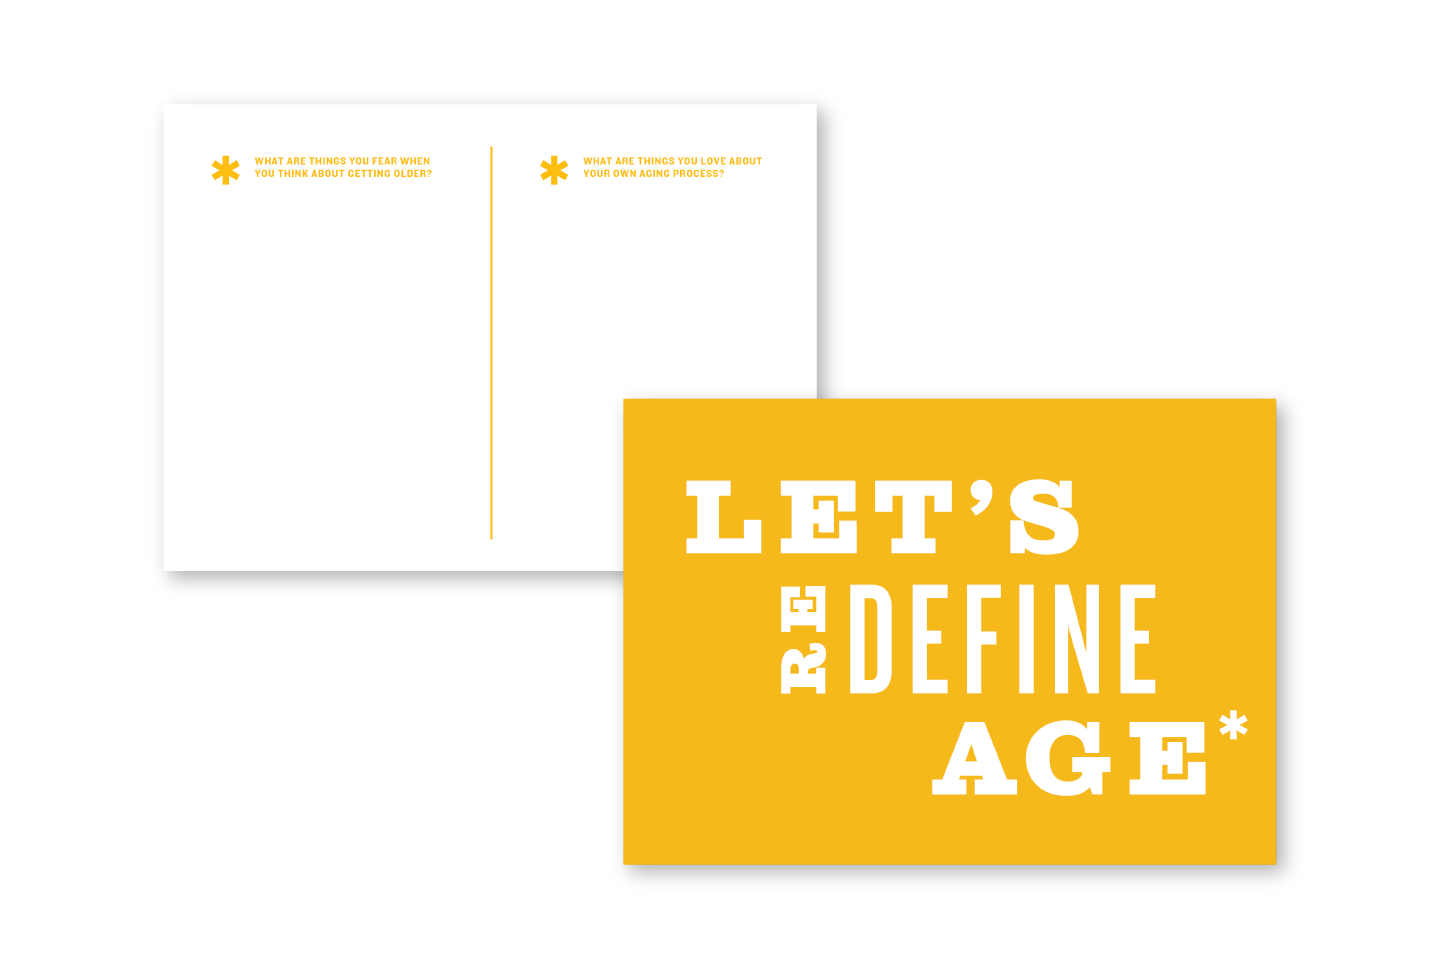 * WHAT ARE THINGS YOU FEAR WHEN
YOU THINK ABOUT GETTING OLDER?
* WHAT ARE THINGS YOU LOVE ABOUT
YOUR OWN AGING PROCESS?
LET’S
RE DEFINE
AGE*